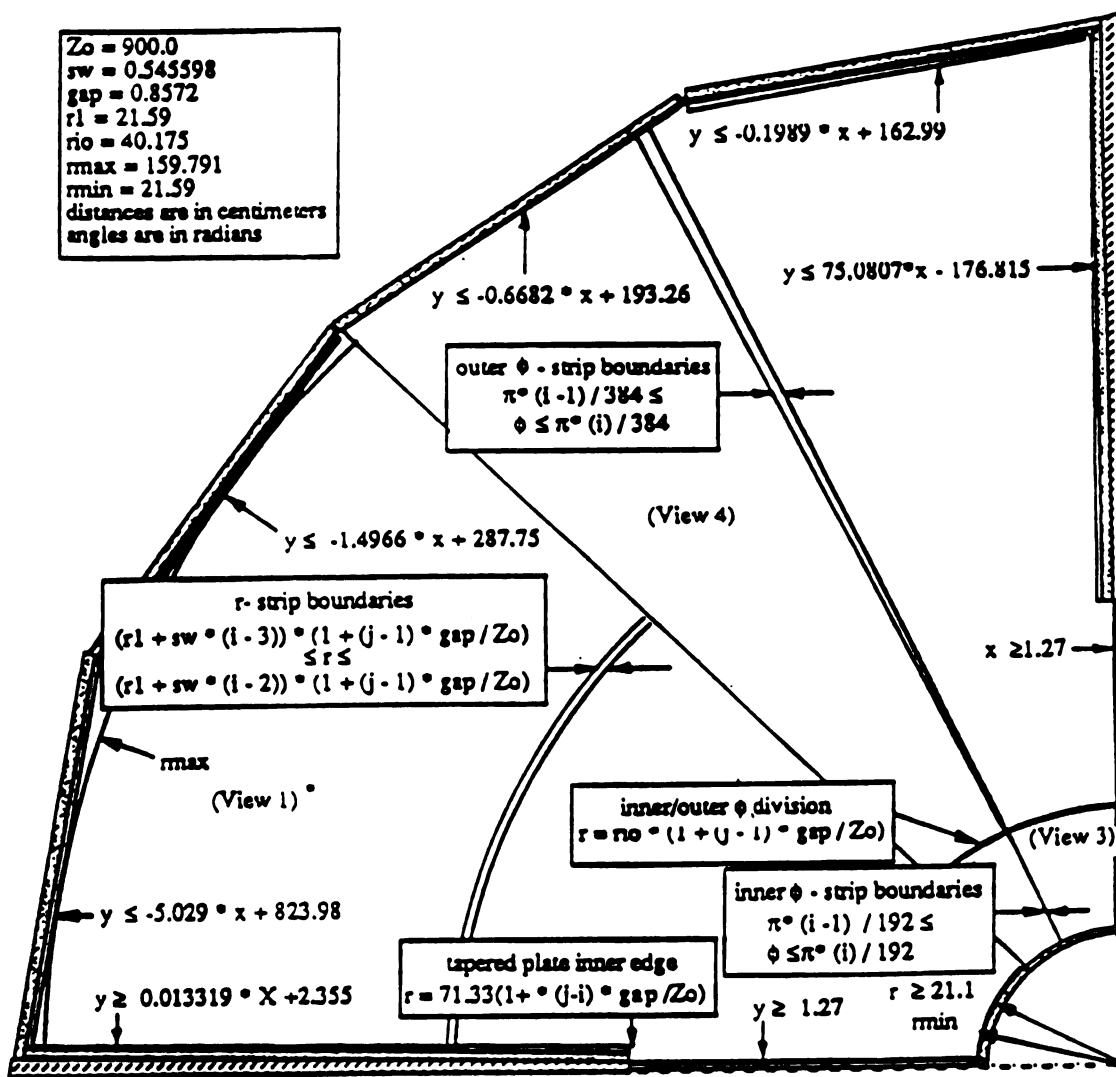 Zo = 900.0
sw = 0.545598
gap = 0.8572
r1 = 21.59
rio = 40.175
rmax = 159.791
rmin = 21.59
distances are in centimeters
angles are in radians
y ≤ -0.1989 * x + 162.99
y ≤ 75.0807*x - 176.815
y ≤ -0.6682 * x + 193.26
outer ϕ - strip boundaries
π* (i -1) / 384 ≤
ϕ ≤ π* (i) / 384
(View 4)
y ≤ -1.4966 * x + 287.75
r- strip boundaries
(r1 + sw * (i - 3)) * (1 + (j - 1) * gap / Zo)
≤ r ≤
(r1 + sw * (i - 2)) * (1 + (j - 1) * gap / Zo)
x ≥1.27
rmax
(View 1) *
inner/outer ϕ division
r = rio * (1 + (j - 1) * gap / Zo)
(View 3)
inner ϕ - strip boundaries
π* (i -1) / 192 ≤
ϕ ≤π* (i) / 192
y ≤ -5.029 * x + 823.98
tapered plate inner edge
r = 71.33(1+ * (j-i) * gap /Zo)
y ≥ 0.013319 * X +2.355
y ≥ 1.27
r ≥ 21.1
rmin